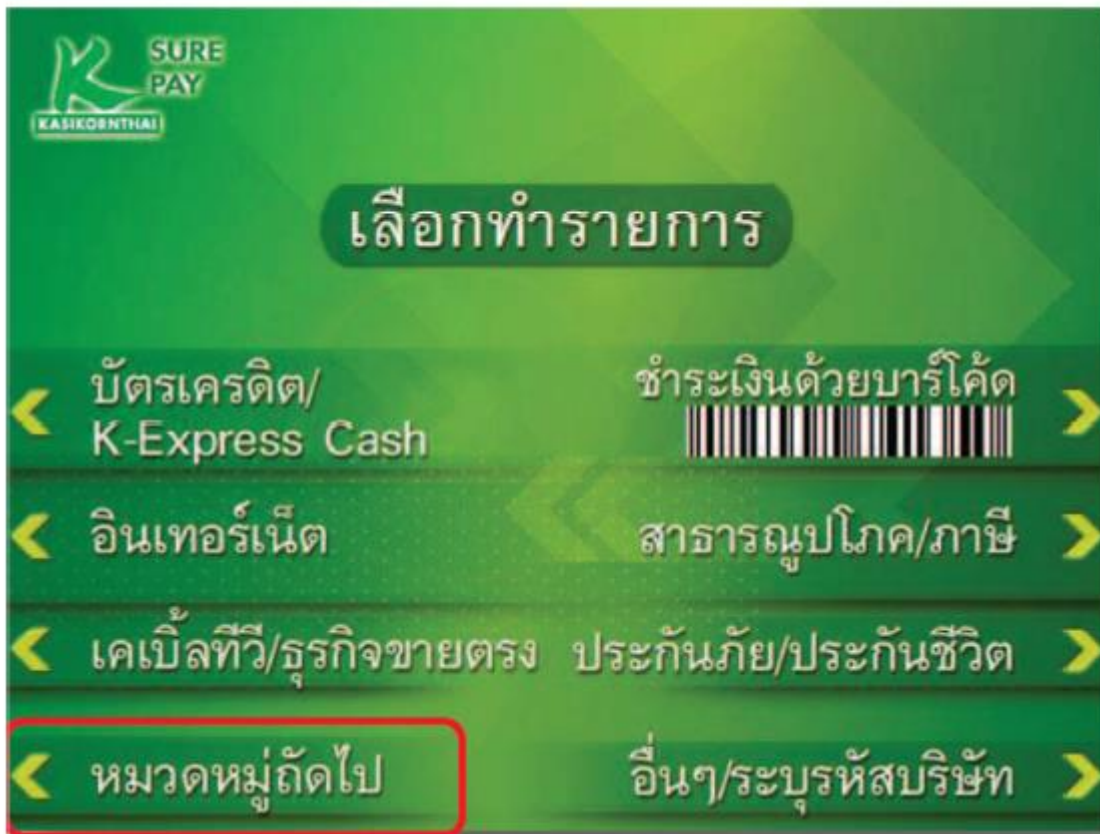 SURE
PAY
KASIKORNTHAI
เลือกทำรายการ
บัตรเครดิต/
K-Express Cash
ชำระเงินด้วยบาร์โค้ด
อินเทอร์เน็ต
สาธารณูปโภค/ภาษี
เคเบิ้ลทีวี/ธุรกิจขายตรง
ประกันภัย/ประกันชีวิต
หมวดหมู่ถัดไป
อื่นๆ/ระบุรหัสบริษัท